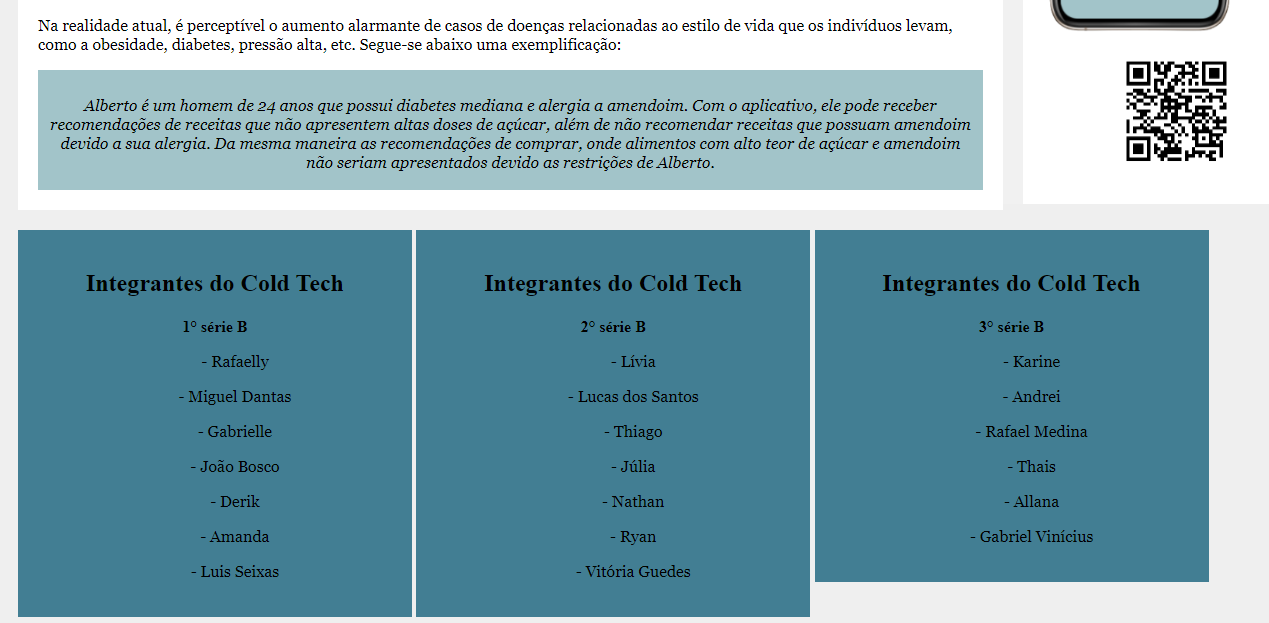 Na realidade atual, é perceptível o aumento alarmante de casos de doenças relacionadas ao estilo de vida que os indivíduos levam,
como a obesidade, diabetes, pressão alta, etc. Segue-se abaixo uma exemplificação:
Alberto é um homem de 24 anos que possui diabetes mediana e alergia a amendoim. Com o aplicativo, ele pode receber
recomendações de receitas que não apresentem altas doses de açúcar, além de não recomendar receitas que possuam amendoim
devido a sua alergia. Da mesma maneira as recomendações de comprar, onde alimentos com alto teor de açúcar e amendoim
não seriam apresentados devido as restrições de Alberto.
Integrantes do Cold Tech
1° série B
- Rafaelly
- Miguel Dantas
- Gabrielle
- João Bosco
- Derik
- Amanda
- Luis Seixas
Integrantes do Cold Tech
2° série B
- Lívia
- Lucas dos Santos
- Thiago
- Júlia
- Nathan
- Ryan
- Vitória Guedes
Integrantes do Cold Tech
3° série B
- Karine
- Andrei
- Rafael Medina
- Thais
- Allana
- Gabriel Vinícius